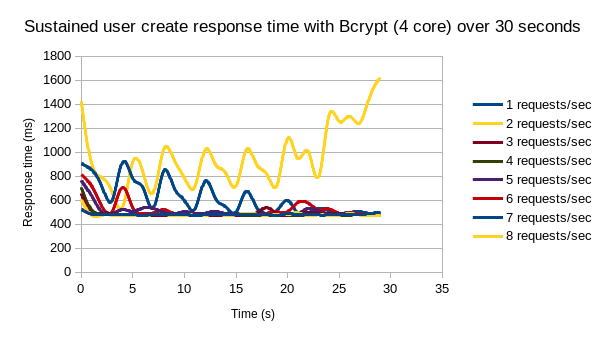 Sustained user create response time with Bcrypt (4 core) over 30 seconds
1800
1600
1400
1200
1000
800
600
400
200
0
0 5 10 15 20 25 30 35
Response time (ms)
Time (s)
1 requests/sec
2 requests/sec
3 requests/sec
4 requests/sec
5 requests/sec
6 requests/sec
7 requests/sec
8 requests/sec